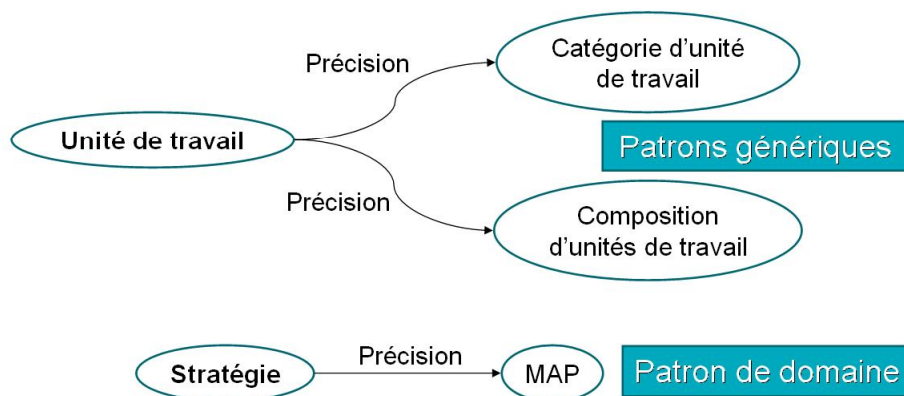 Précision
Catégorie d'unité
de travail
Unité de travail
Patrons génériques
Précision
Composition
d'unités de travail
Stratégie
Précision
MAP
Patron de domaine